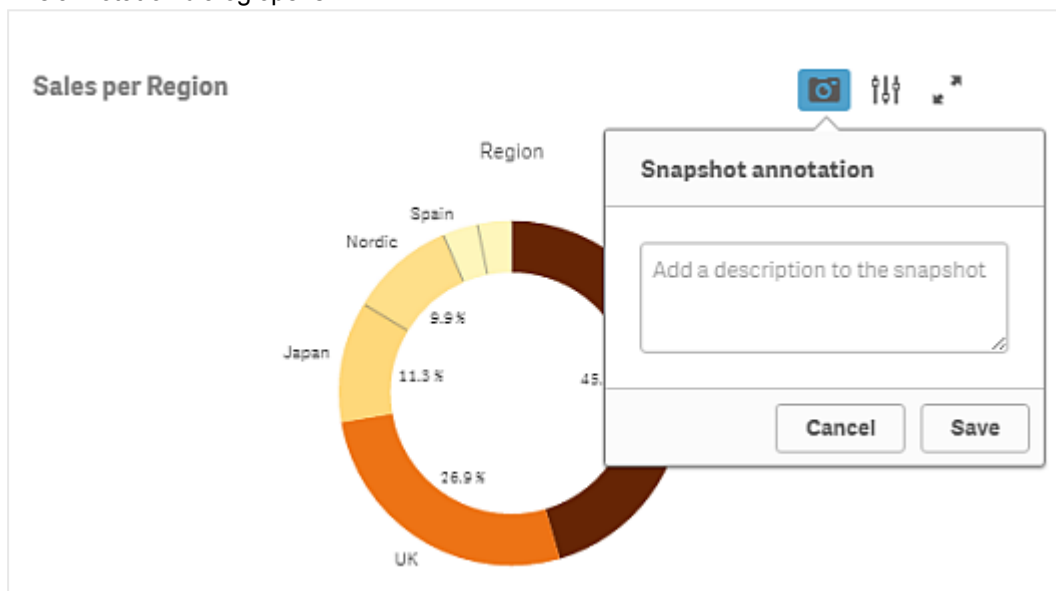 Sales per Region
Region
Snapshot annotation
Add a description to the snapshot
Cancel
Save
Spain
Nordic
Japan
UK
9.9%
11.3%
26.9%
45.